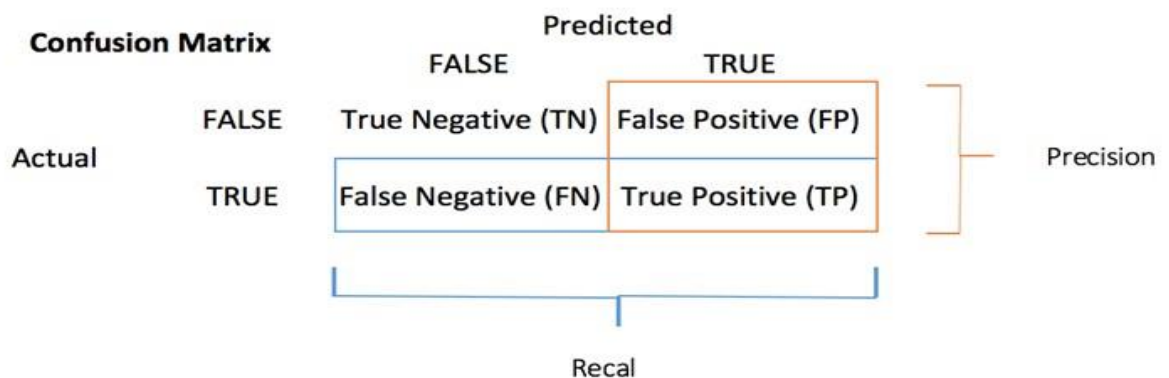 Confusion Matrix
Predicted
FALSE TRUE
FALSE True Negative (TN) False Positive (FP)
Actual
Precision
TRUE False Negative (FN) True Positive (TP)
Recal